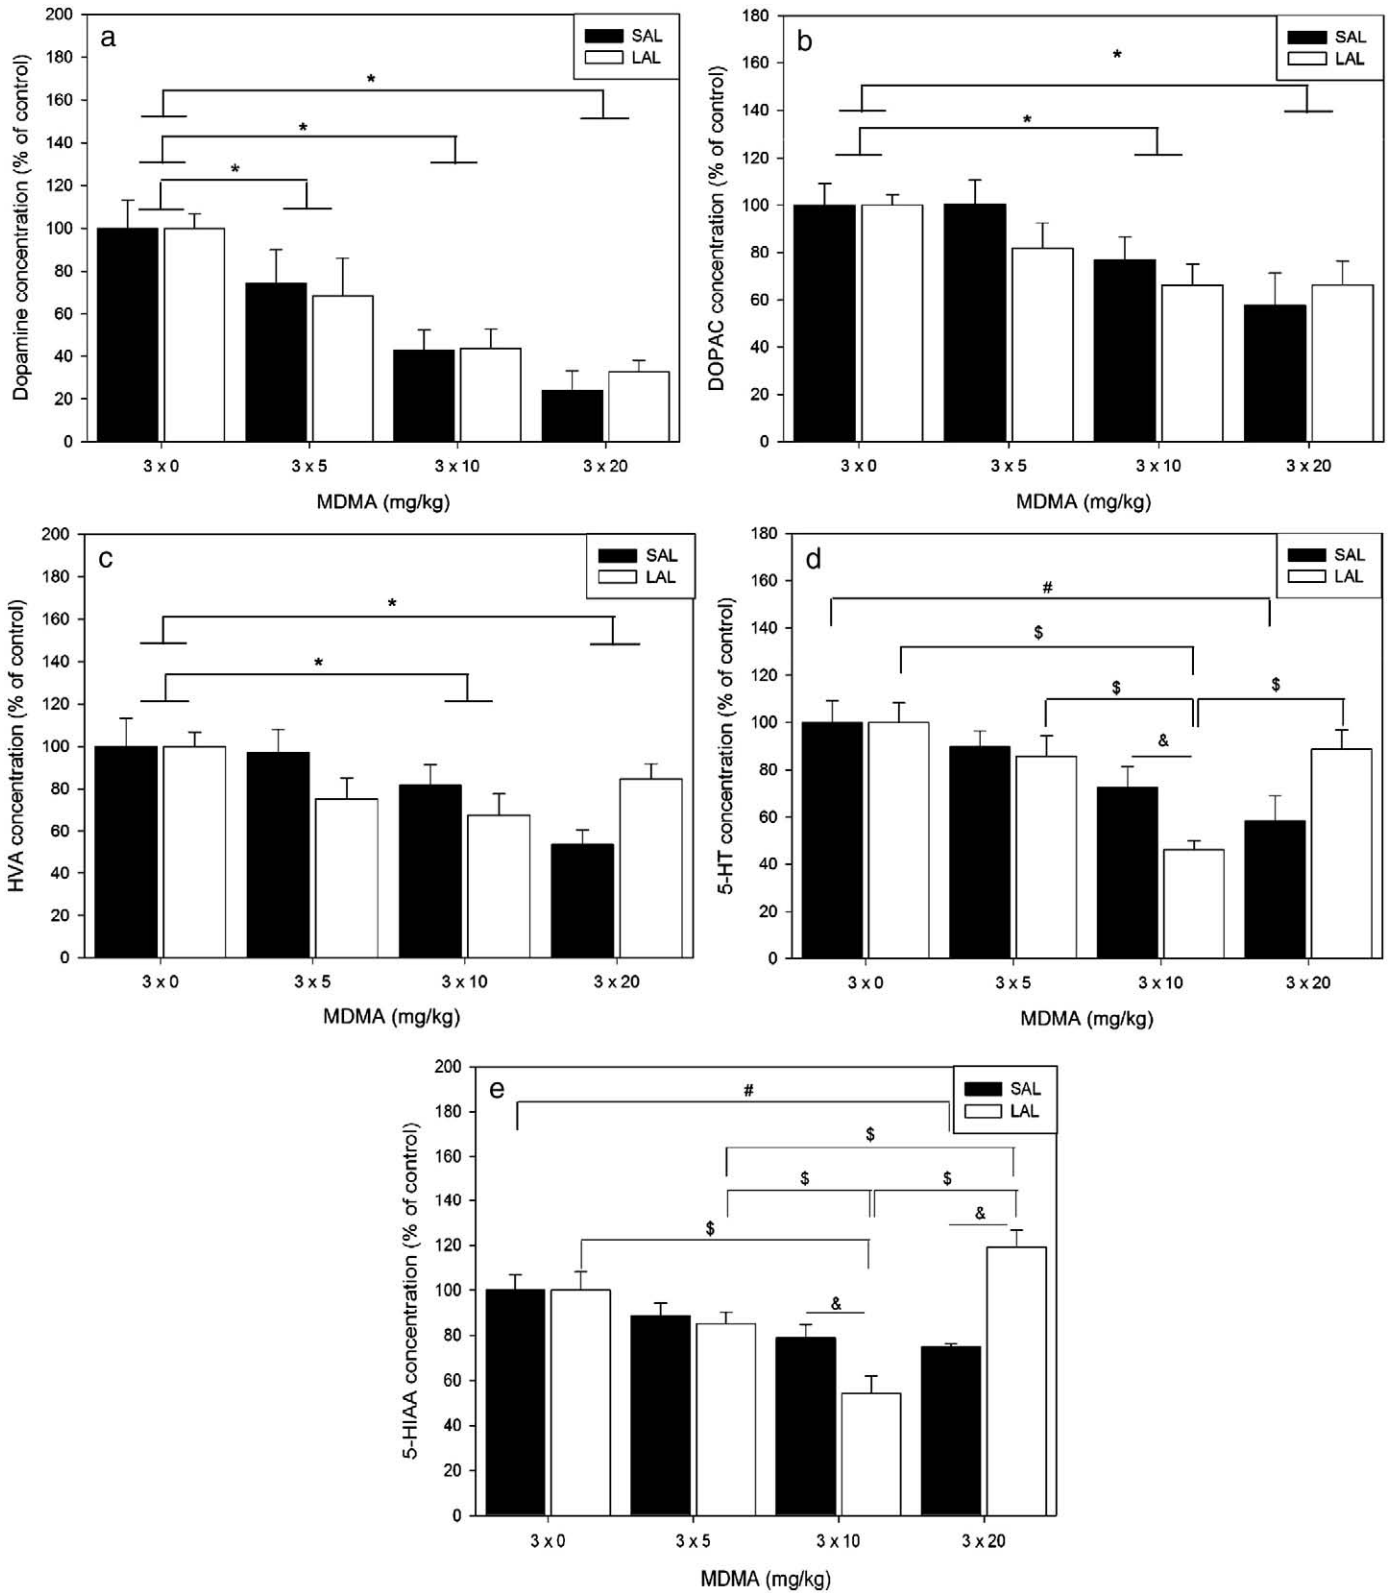 a
SAL
LAL
Dopamine concentration (% of control)
200
180
160
140
120
100
80
60
40
20
0
*
*
*
3 x 0 3 x 5 3 x 10 3 x 20
MDMA (mg/kg)
b
SAL
LAL
DOPAC concentration (% of control)
180
160
140
120
100
80
60
40
20
0
*
*
3 x 0 3 x 5 3 x 10 3 x 20
MDMA (mg/kg)
c
SAL
LAL
HVA concentration (% of control)
200
180
160
140
120
100
80
60
40
20
0
*
*
3 x 0 3 x 5 3 x 10 3 x 20
MDMA (mg/kg)
d
SAL
LAL
5-HT concentration (% of control)
180
160
140
120
100
80
60
40
20
0
#
$
$ $
&
3 x 0 3 x 5 3 x 10 3 x 20
MDMA (mg/kg)
e
SAL
LAL
5-HIAA concentration (% of control)
200
180
160
140
120
100
80
60
40
20
0
#
$
$ $
&
$
&
3 x 0 3 x 5 3 x 10 3 x 20
MDMA (mg/kg)